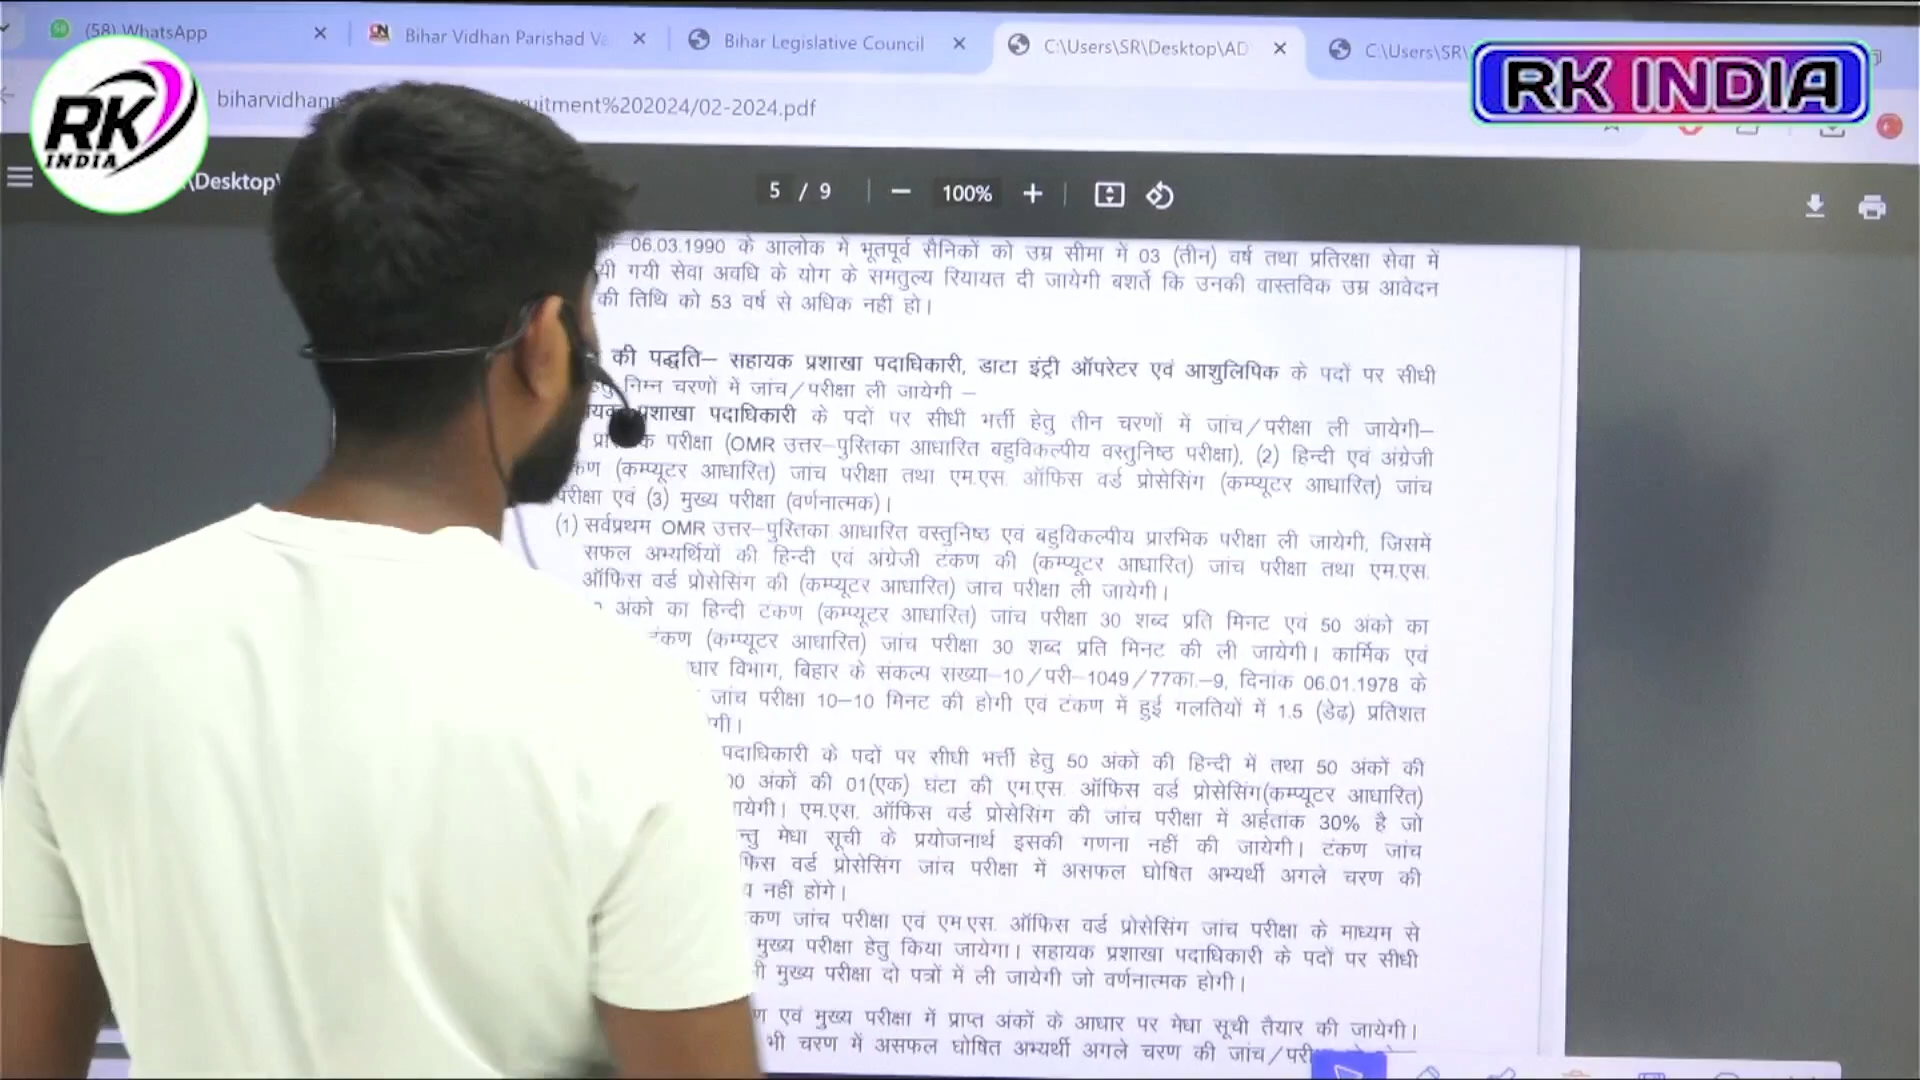 (58) WhatsApp
Bihar Vidhan Parishad Va
Bihar Legislative Council
C:\Users\SR\Desktop\AD
C:\Users\SR\
RK INDIA
RK
INDIA
biharvidhanp
ruitment%202024/02-2024.pdf
\Desktop\
5 / 9
100%
06.03.1990 के आलोक में भूतपूर्व सैनिकों को उम्र सीमा में 03 (तीन) वर्ष तथा प्रतिरक्षा सेवा में
गयी सेवा अवधि के योग के समतुल्य रियायत दी जायेगी बशर्ते कि उनकी वास्तविक उम्र आवेदन
की तिथि को 53 वर्ष से अधिक नहीं हो।
की पद्धति– सहायक प्रशाखा पदाधिकारी, डाटा इंट्री ऑपरेटर एवं आशुलिपिक के पदों पर सीधी
निम्न चरणों में जांच/परीक्षा ली जायेगी –
प्रशाखा पदाधिकारी के पदों पर सीधी भर्त्ती हेतु तीन चरणों में जांच/परीक्षा ली जायेगी–
परीक्षा (OMR उत्तर–पुस्तिका आधारित बहुविकल्पीय वस्तुनिष्ठ परीक्षा), (2) हिन्दी एवं अंग्रेजी
(कम्प्यूटर आधारित) जांच परीक्षा तथा एम.एस. ऑफिस वर्ड प्रोसेसिंग (कम्प्यूटर आधारित) जांच
परीक्षा एवं (3) मुख्य परीक्षा (वर्णनात्मक)।
(1) सर्वप्रथम OMR उत्तर–पुस्तिका आधारित वस्तुनिष्ठ एवं बहुविकल्पीय प्रारंभिक परीक्षा ली जायेगी, जिसमें
सफल अभ्यर्थियों की हिन्दी एवं अंग्रेजी टंकण की (कम्प्यूटर आधारित) जांच परीक्षा तथा एम.एस.
ऑफिस वर्ड प्रोसेसिंग की (कम्प्यूटर आधारित) जांच परीक्षा ली जायेगी।
अंकों का हिन्दी टंकण (कम्प्यूटर आधारित) जांच परीक्षा 30 शब्द प्रति मिनट एवं 50 अंकों का
टंकण (कम्प्यूटर आधारित) जांच परीक्षा 30 शब्द प्रति मिनट की ली जायेगी। कार्मिक एवं
विभाग, बिहार के संकल्प संख्या–10/परी–1049/77का.–9, दिनांक 06.01.1978 के
जांच परीक्षा 10–10 मिनट की होगी एवं टंकण में हुई गलतियों में 1.5 (डेढ़) प्रतिशत
पदाधिकारी के पदों पर सीधी भर्त्ती हेतु 50 अंकों की हिन्दी में तथा 50 अंकों की
अंकों की 01(एक) घंटा की एम.एस. ऑफिस वर्ड प्रोसेसिंग(कम्प्यूटर आधारित)
जायेगी। एम.एस. ऑफिस वर्ड प्रोसेसिंग की जांच परीक्षा में अर्हतांक 30% है जो
मेधा सूची के प्रयोजनार्थ इसकी गणना नहीं की जायेगी। टंकण जांच
वर्ड प्रोसेसिंग जांच परीक्षा में असफल घोषित अभ्यर्थी अगले चरण की
नहीं होंगे।
जांच परीक्षा एवं एम.एस. ऑफिस वर्ड प्रोसेसिंग जांच परीक्षा के माध्यम से
मुख्य परीक्षा हेतु किया जायेगा। सहायक प्रशाखा पदाधिकारी के पदों पर सीधी
मुख्य परीक्षा दो पत्रों में ली जायेगी जो वर्णनात्मक होगी।
एवं मुख्य परीक्षा में प्राप्त अंकों के आधार पर मेधा सूची तैयार की जायेगी।
भी चरण में असफल घोषित अभ्यर्थी अगले चरण की जांच/परी